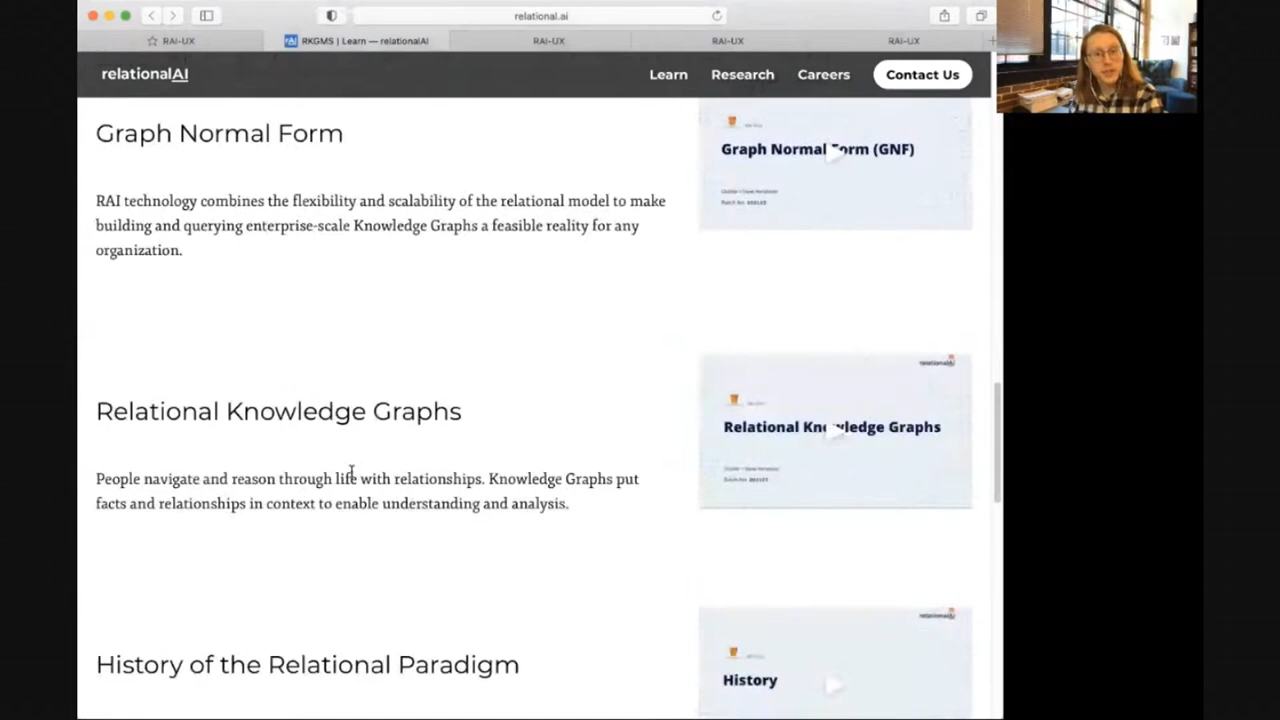 relational.ai
RAI-UX
RKGMS | Learn — relationalAI
RAI-UX
RAI-UX
RAI-UX
relationalAI
Learn
Research
Careers
Contact Us
Graph Normal Form
RAI technology combines the flexibility and scalability of the relational model to make
building and querying enterprise-scale Knowledge Graphs a feasible reality for any
organization.
Graph Normal Form (GNF)
Relational Knowledge Graphs
People navigate and reason through life with relationships. Knowledge Graphs put
facts and relationships in context to enable understanding and analysis.
relationalAI
Relational Knowledge Graphs
History of the Relational Paradigm
relationalAI
History